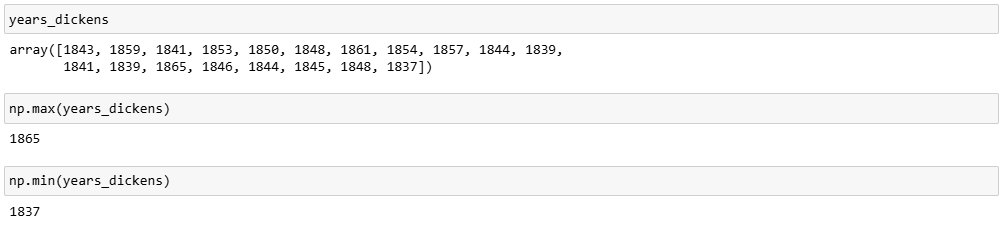 years_dickens
array([1843, 1859, 1841, 1853, 1850, 1848, 1861, 1854, 1857, 1844, 1839,
1841, 1839, 1865, 1846, 1844, 1845, 1848, 1837])
np.max(years_dickens)
1865
np.min(years_dickens)
1837